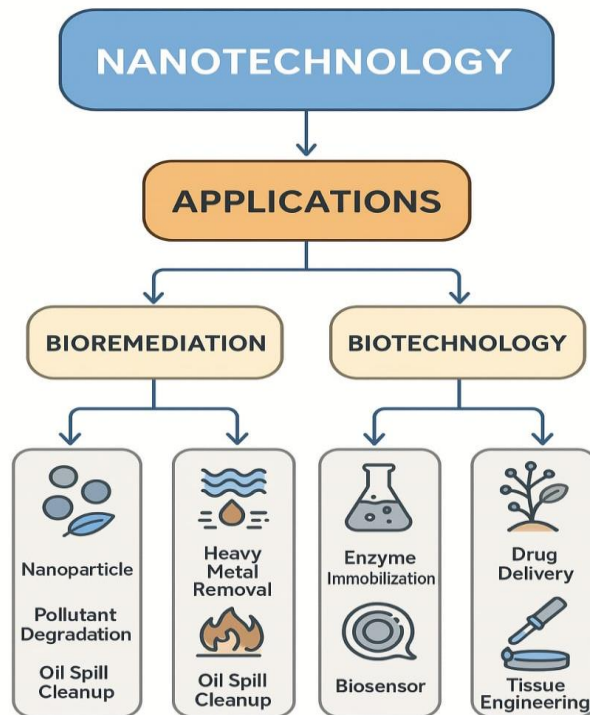 NANOTECHNOLOGY
APPLICATIONS
BIOREMEDIATION
BIOTECHNOLOGY
Nanoparticle
Pollutant
Degradation
Oil Spill
Cleanup
Heavy
Metal
Removal
Oil Spill
Cleanup
Enzyme
Immobilization
Biosensor
Drug
Delivery
Tissue
Engineering